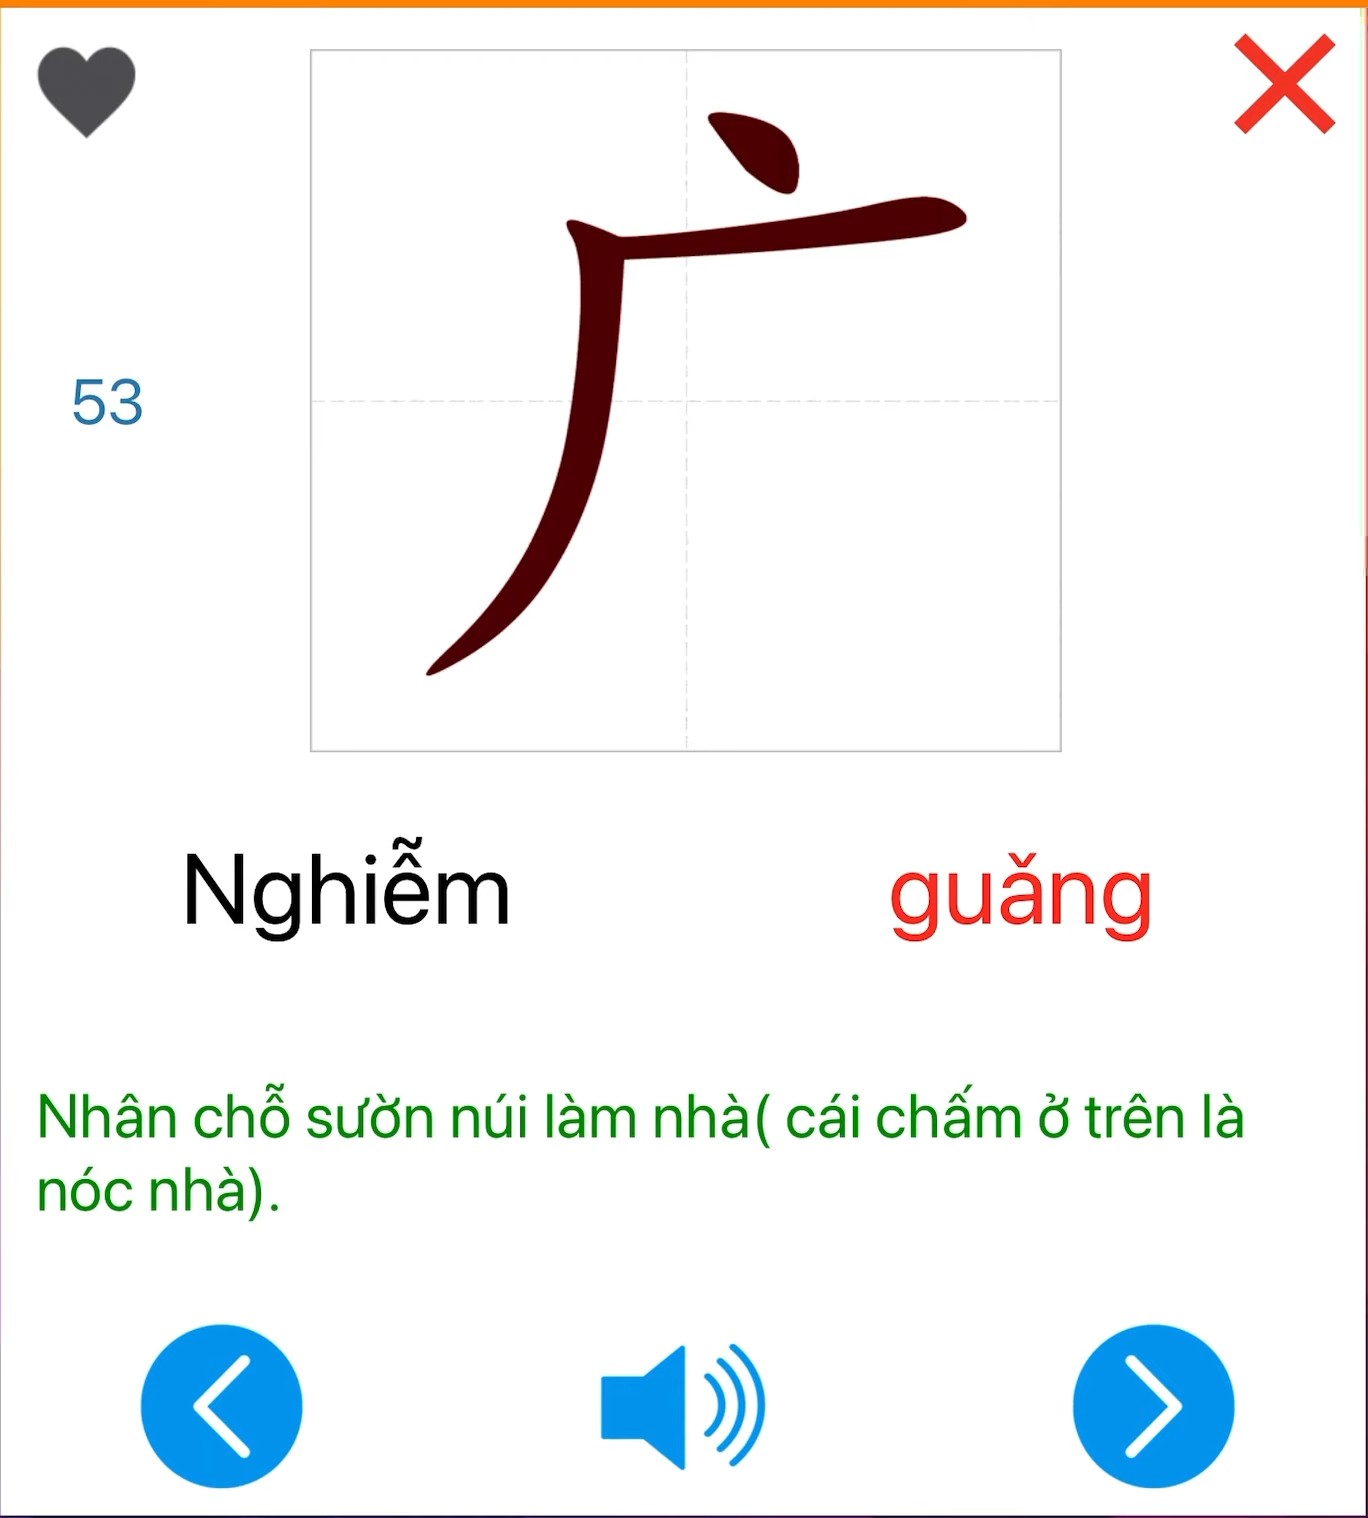 广
53
Nghiễm guǎng
Nhân chỗ sườn núi làm nhà( cái chấm ở trên là
nóc nhà).